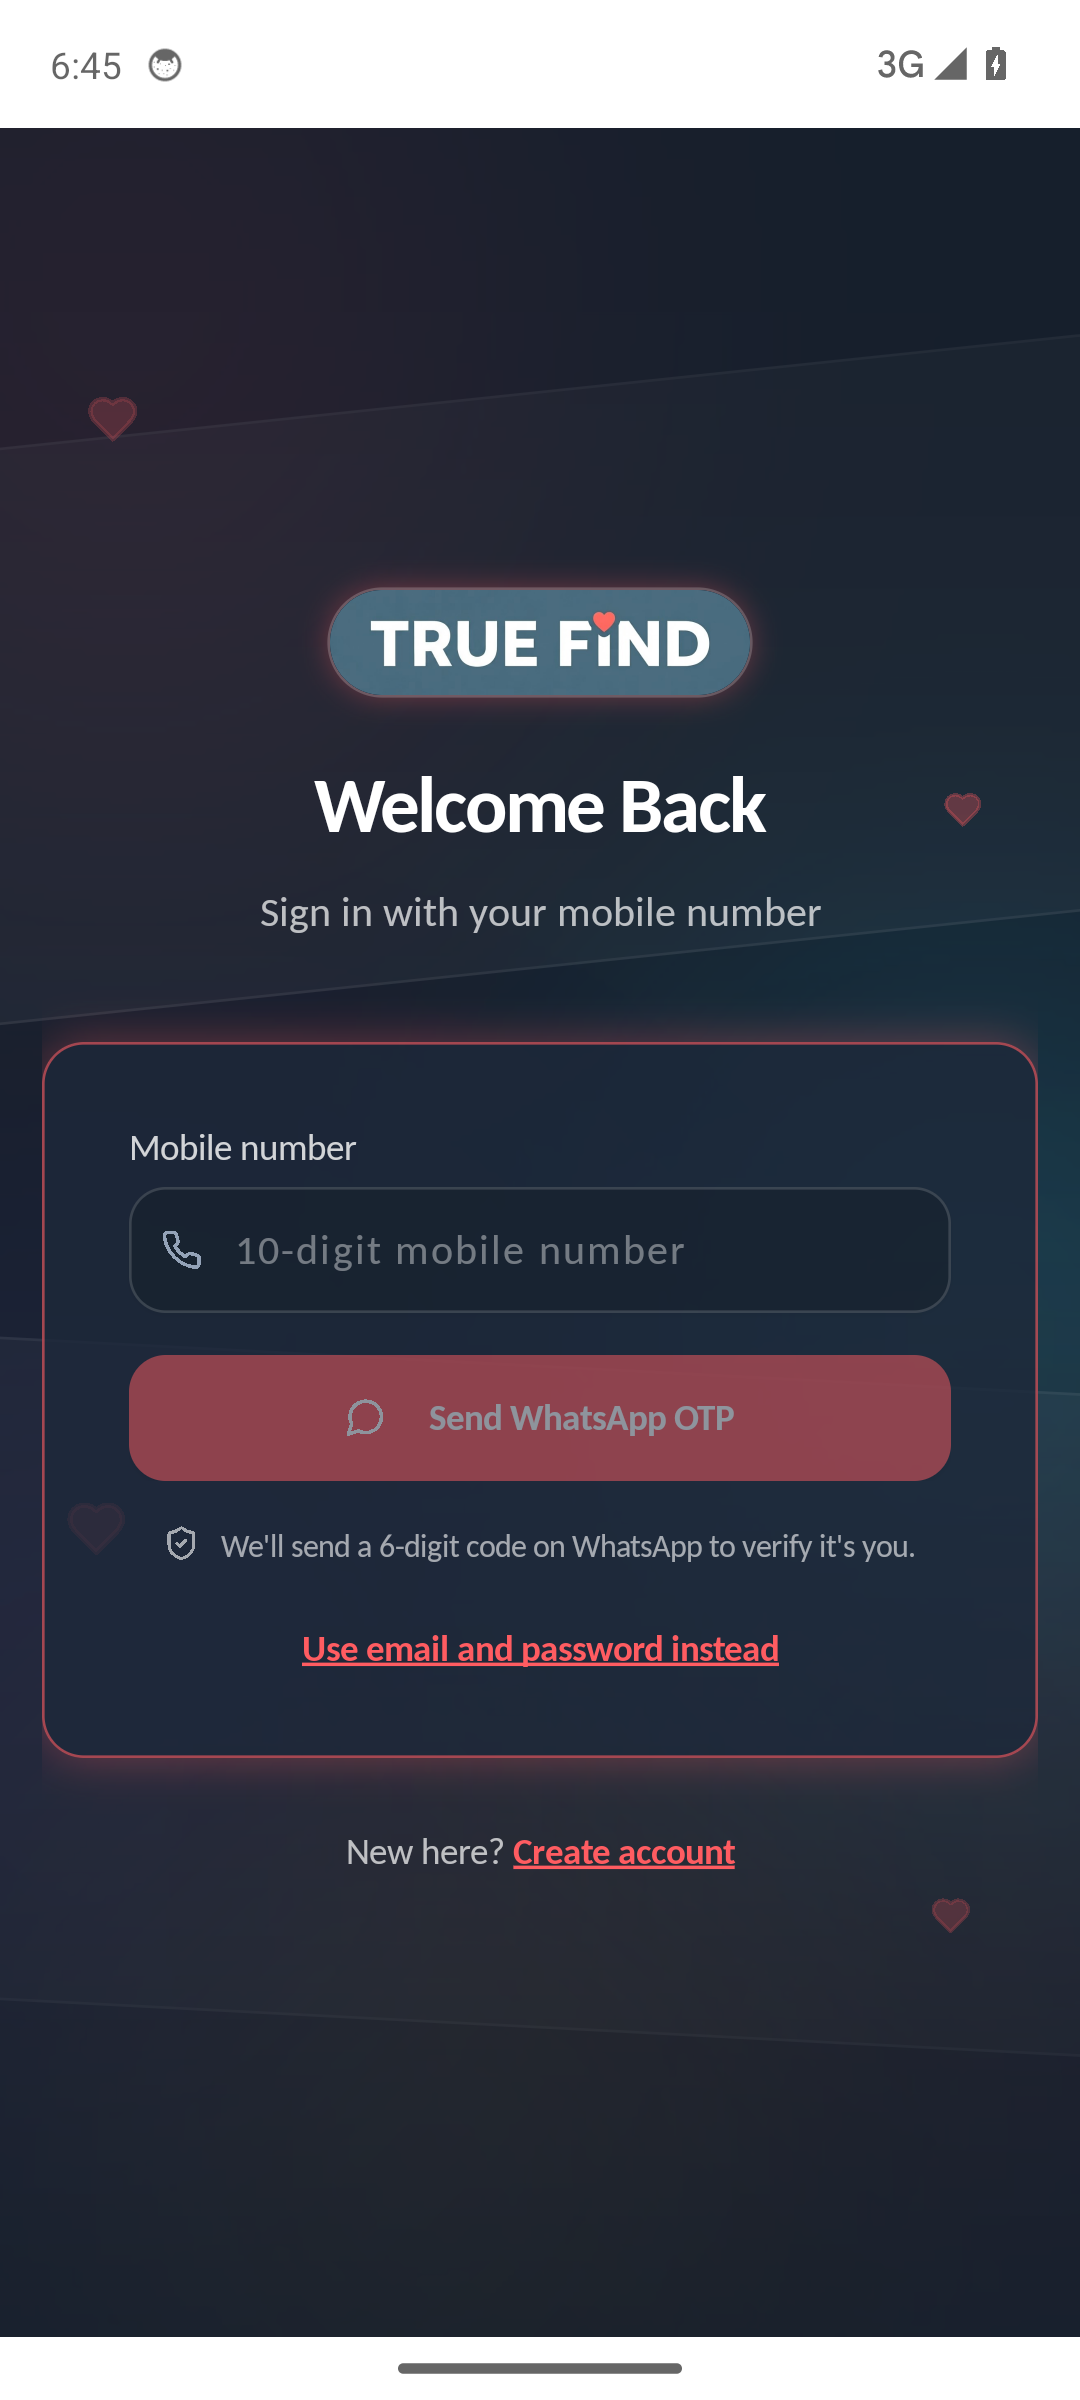 6:45
3G
TRUE FiND
Welcome Back
Sign in with your mobile number
Mobile number
10-digit mobile number
Send WhatsApp OTP
We'll send a 6-digit code on WhatsApp to verify it's you.
Use email and password instead
New here? Create account